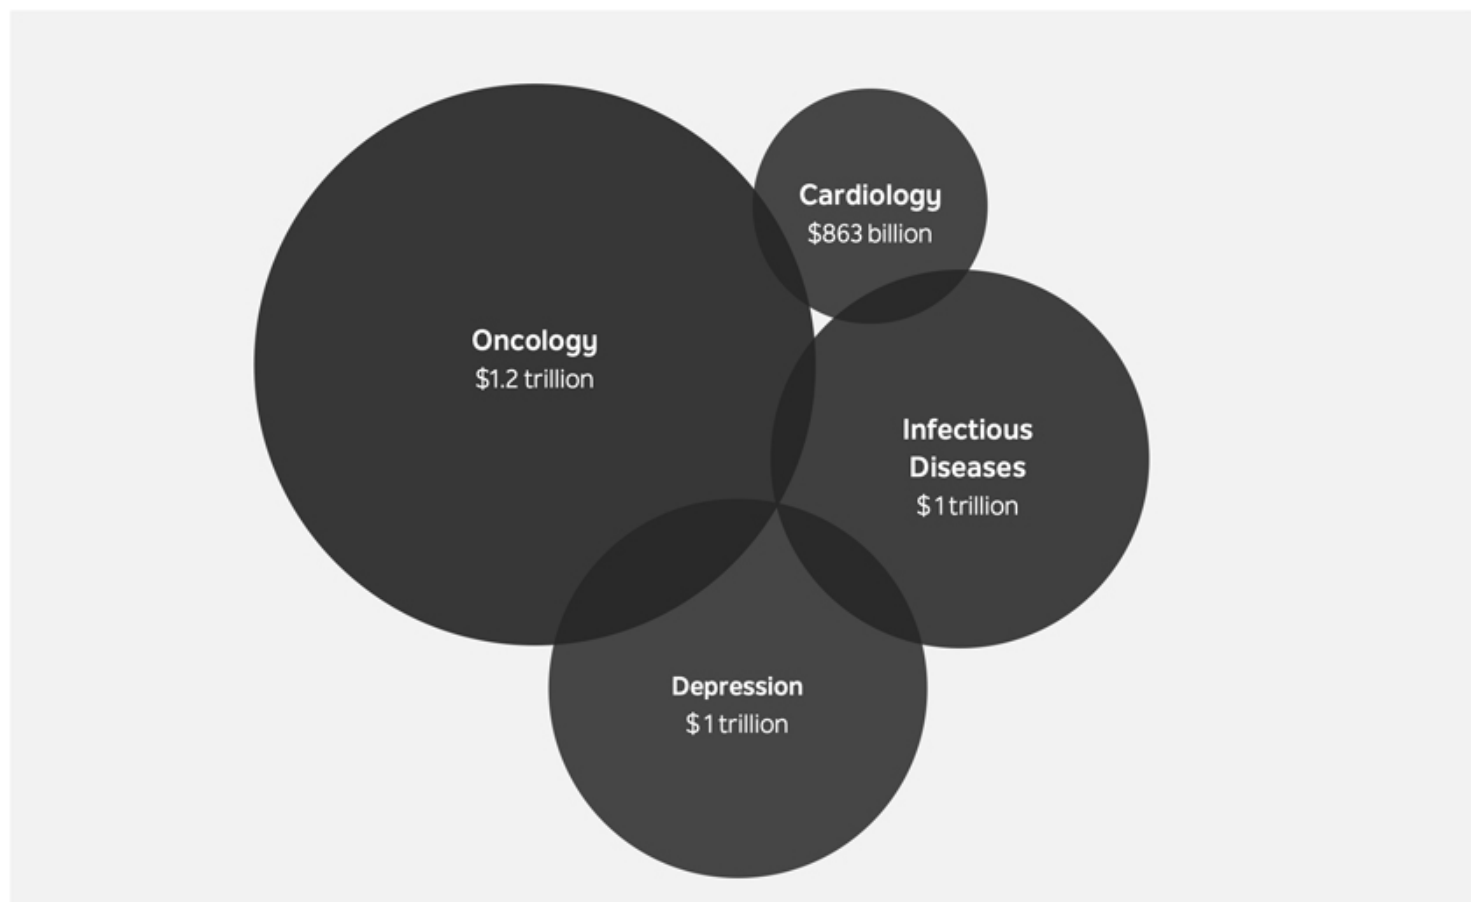 Cardiology
$863 billion
Oncology
$1.2 trillion
Infectious
Diseases
$1 trillion
Depression
$1 trillion